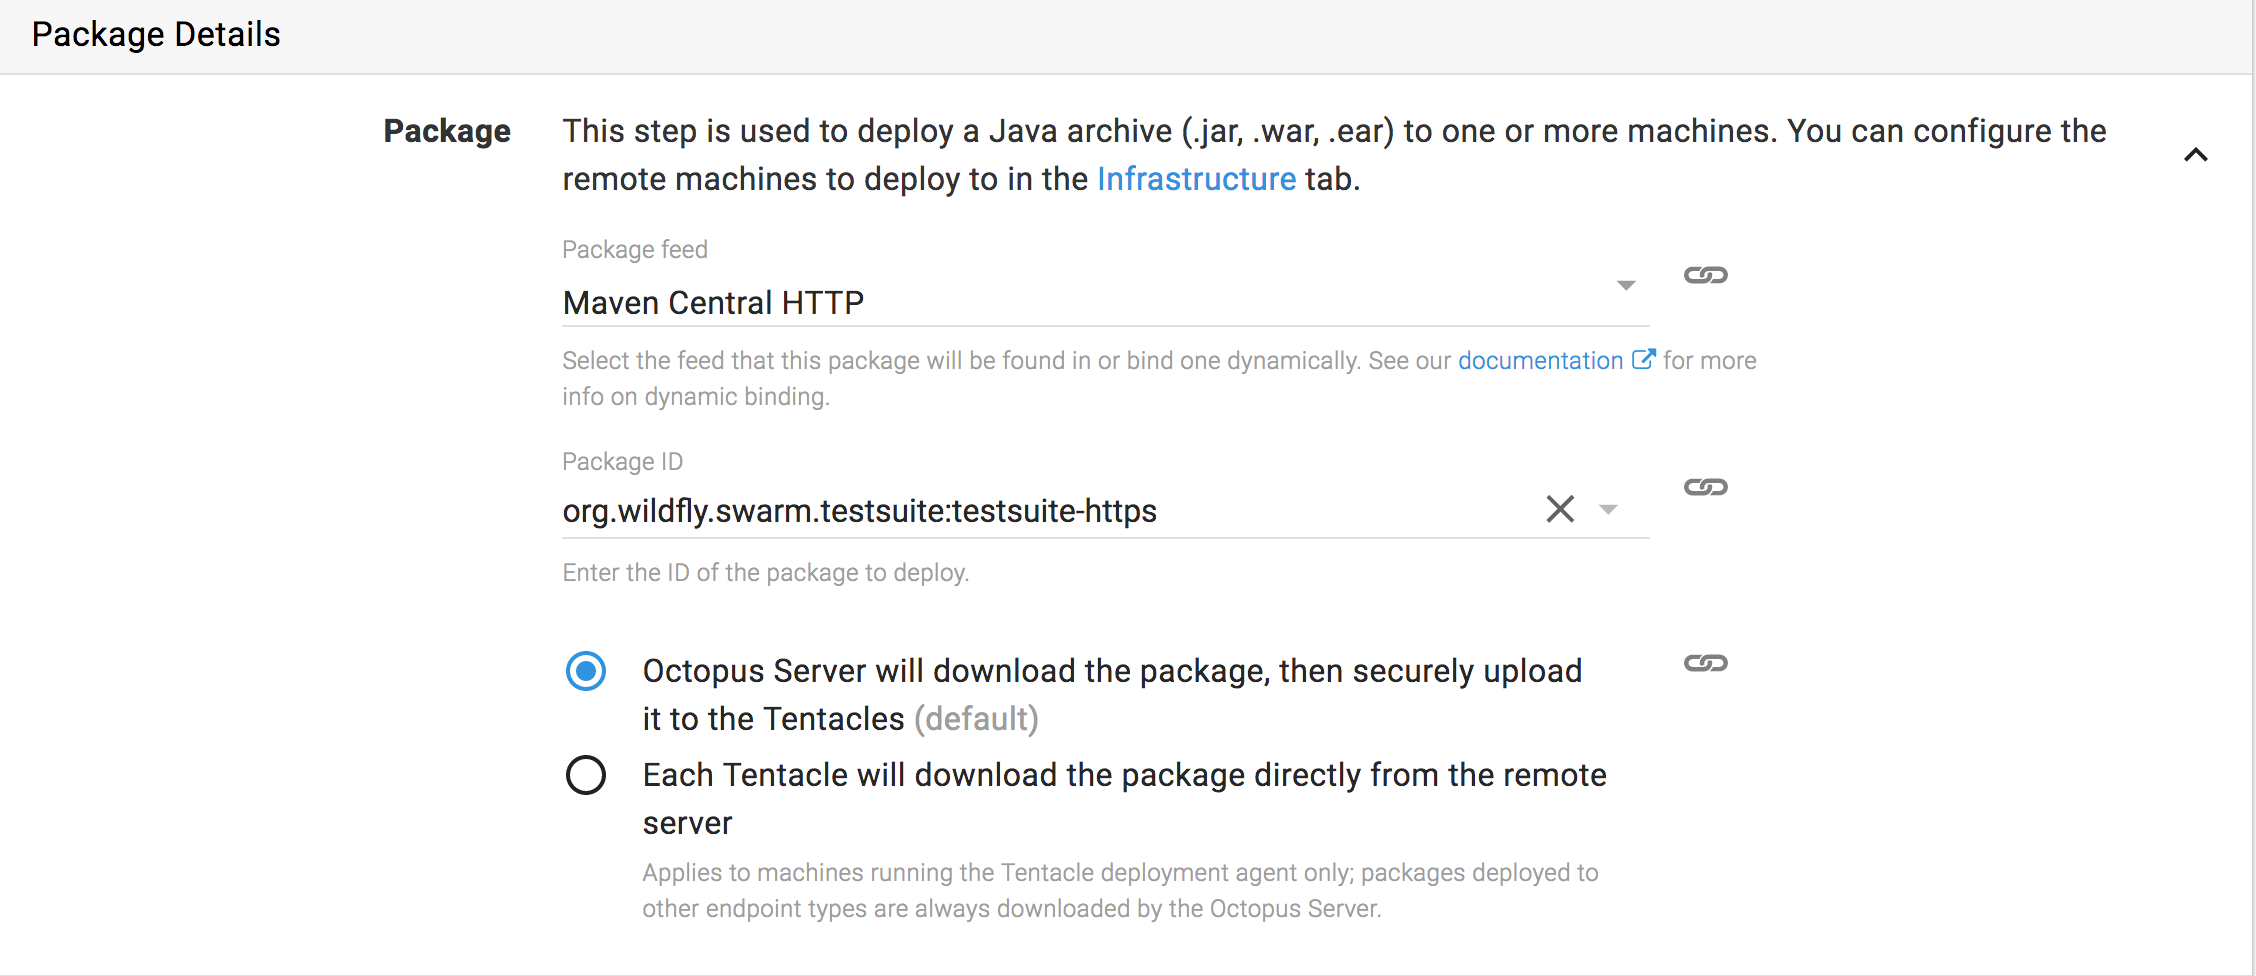 Package Details
Package
This step is used to deploy a Java archive (.jar, .war, .ear) to one or more machines. You can configure the
remote machines to deploy to in the Infrastructure tab.
Package feed
Maven Central HTTP
Select the feed that this package will be found in or bind one dynamically. See our documentation for more
info on dynamic binding.
Package ID
org.wildfly.swarm.testsuite:testsuite-https
Enter the ID of the package to deploy.
Octopus Server will download the package, then securely upload
it to the Tentacles (default)
Each Tentacle will download the package directly from the remote
server
Applies to machines running the Tentacle deployment agent only; packages deployed to
other endpoint types are always downloaded by the Octopus Server.